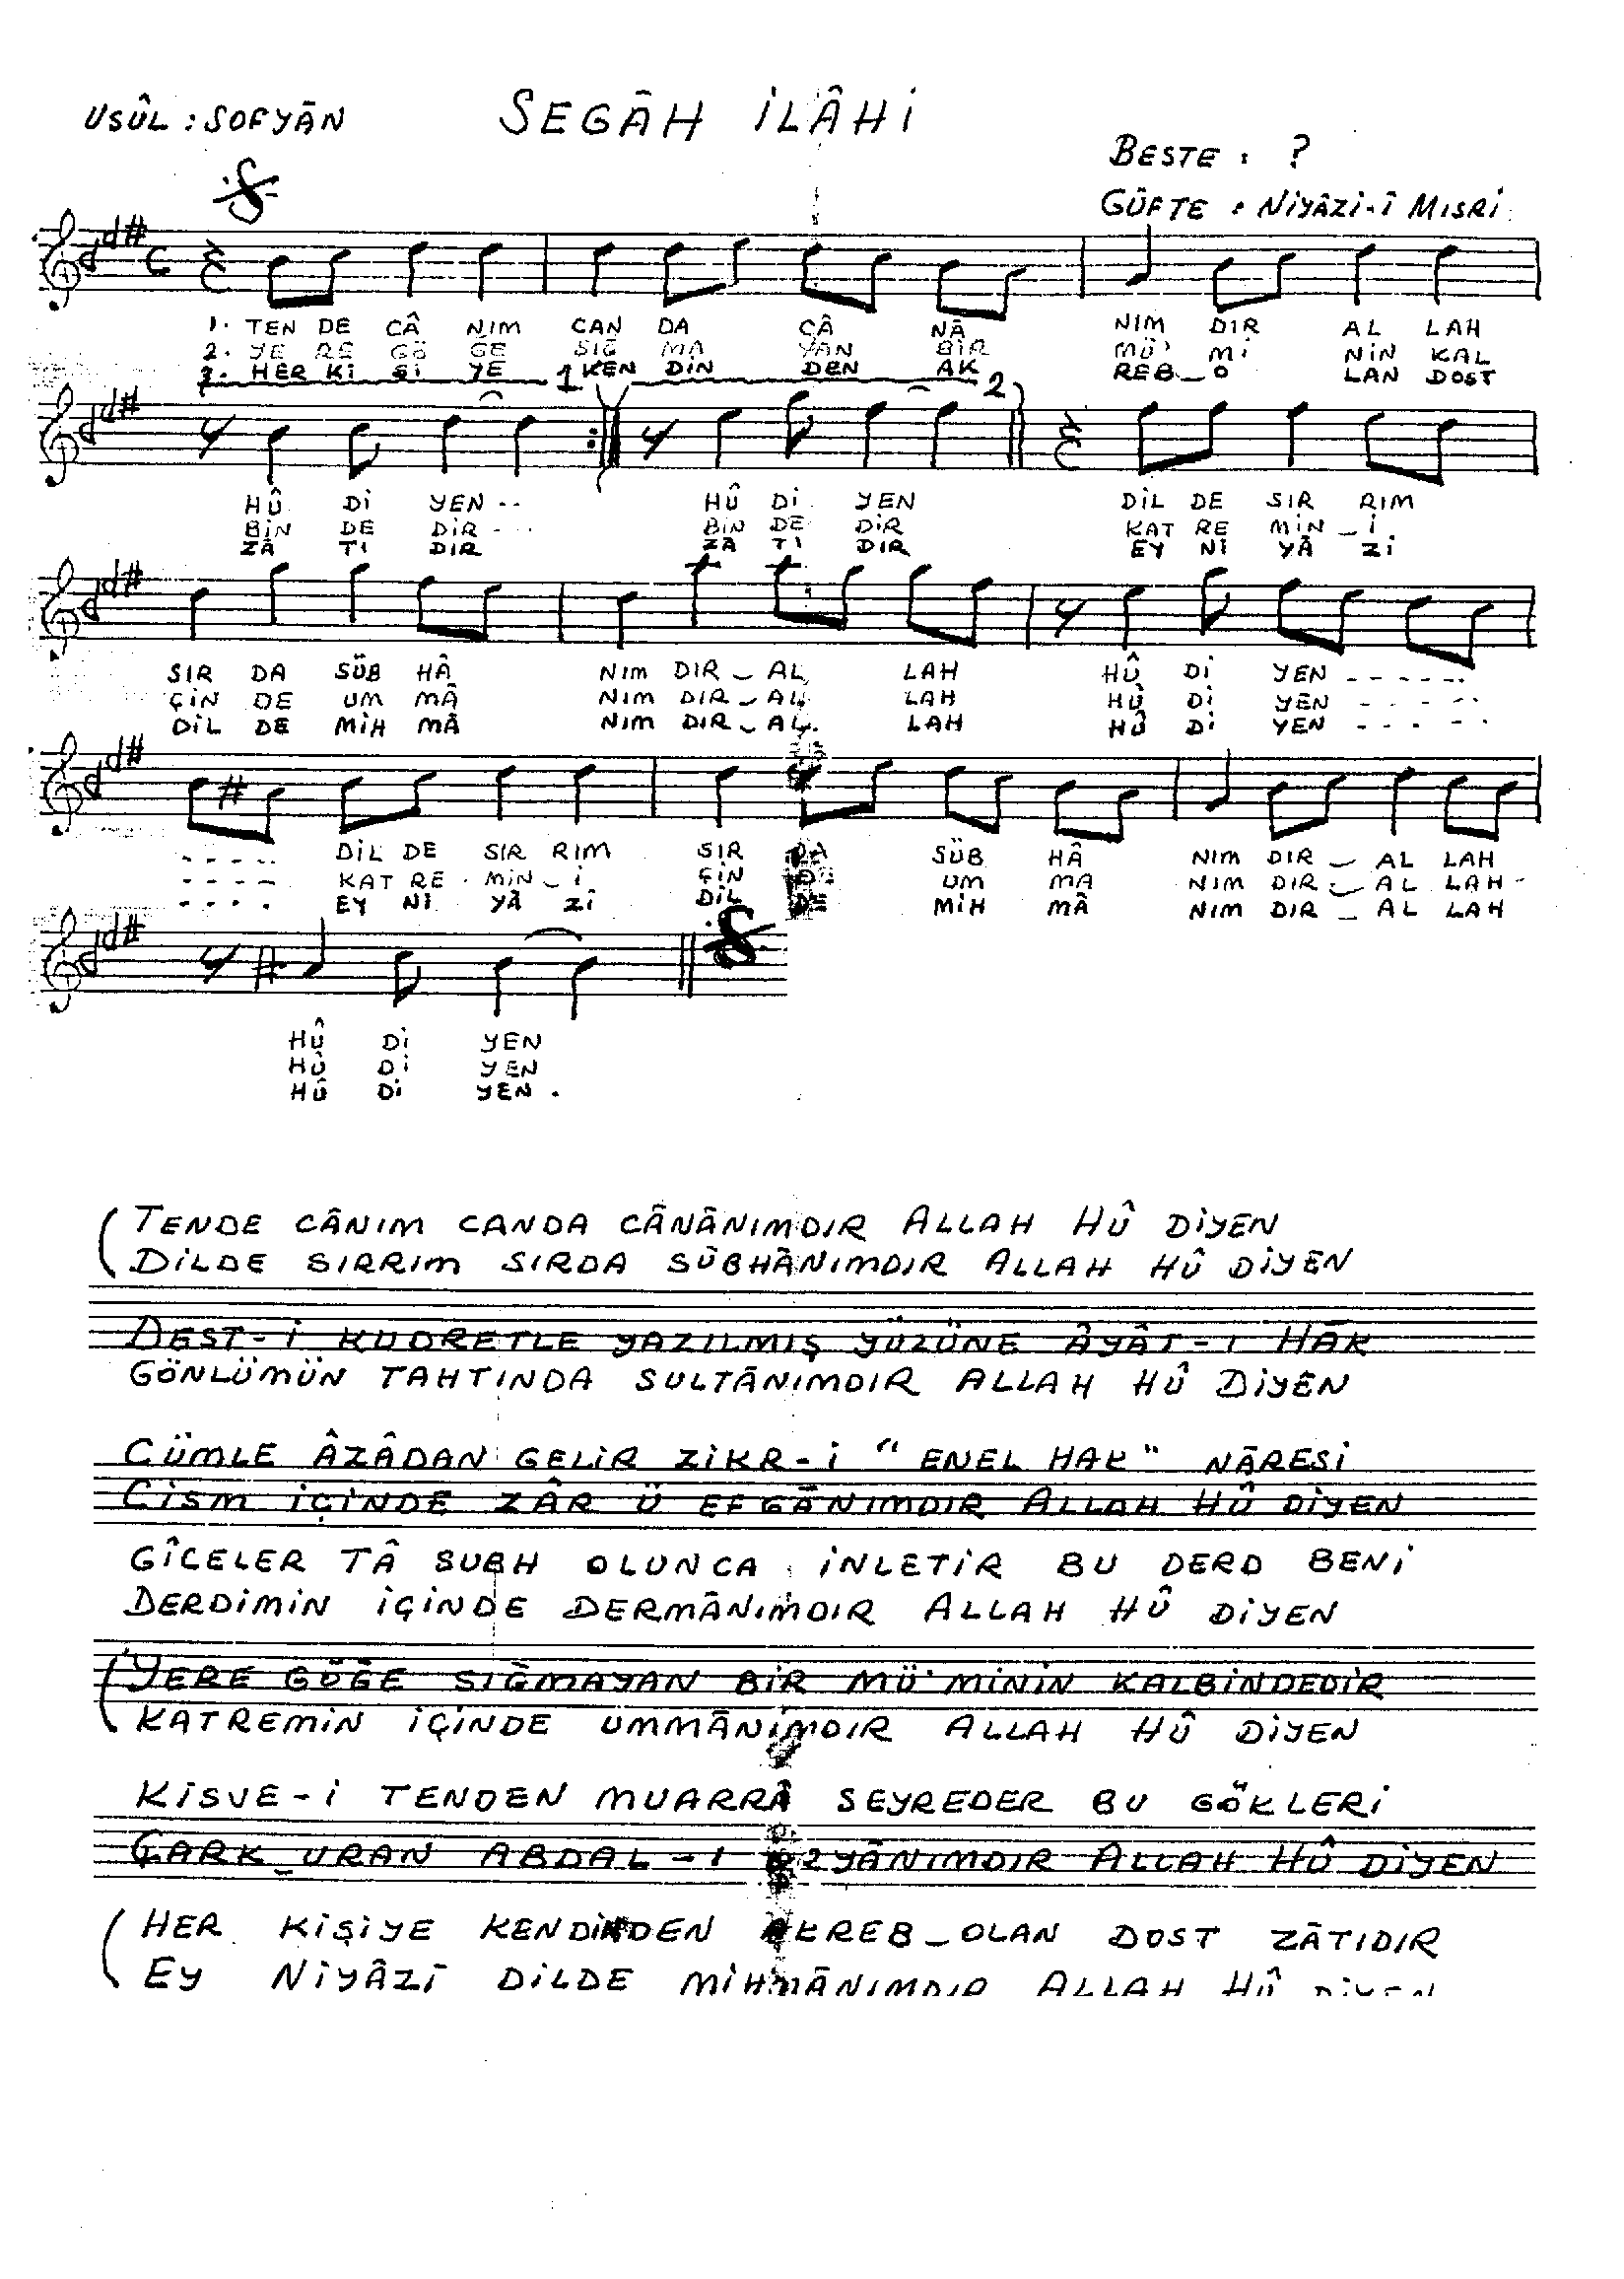 USÛL : SOFYÂN
SEGÂH İLÂHİ
BESTE : ?
GÜFTE : NİYÂZİ-Î MISRİ
1. TEN DE CÂ NIM CAN DA CÂ NÂ NIM DIR AL LAH
2. YE RE GÖ ĞE SIĞ MA YAN BİR MÜ' Mİ NİN KAL
3. HER Kİ Şİ YE KEN DİN DEN AK REB_O LAN DOST
1 2
HÛ Dİ YEN -- HÛ Dİ YEN DİL DE SIR RIM
BİN DE DİR --- BİN DE DİR KAT RE MİN_İ
ZÂ TI DIR ZÂ TI DIR EY Nİ YÂ Zİ
SIR DA SÜB HÂ NIM DIR_AL LAH HÛ Dİ YEN ------
ÇİN DE UM MÂ NIM DIR_AL LAH HÛ Dİ YEN -----
DİL DE MİH MÂ NIM DIR_AL LAH HÛ Dİ YEN -----
---- DİL DE SIR RIM SIR DA SÜB HÂ NIM DIR_AL LAH
---- KAT RE MİN_İ ÇİN DE UM MA NIM DIR_AL LAH-
---- EY Nİ YÂ ZÎ DİL DE MİH MÂ NIM DIR_AL LAH
HÛ Dİ YEN
HÛ Dİ YEN
HÛ Dİ YEN .
(TENDE CÂNIM CANDA CÂNÂNIMDIR ALLAH HÛ DİYEN
DİLDE SIRRIM SIRDA SÜBHÂNIMDIR ALLAH HÛ DİYEN
DEST-İ KUDRETLE YAZILMIŞ YÜZÜNE ÂYÂT-I HAK
GÖNLÜMÜN TAHTINDA SULTÂNIMDIR ALLAH HÛ DİYEN
CÜMLE ÂZÂDAN GELİR ZİKR-İ "ENEL HAK" NÂRESİ
CİSM İÇİNDE ZÂR Ü EFGÂNIMDIR ALLAH HÛ DİYEN
GÎCELER TÂ SUBH OLUNCA İNLETİR BU DERD BENİ
DERDİMİN İÇİNDE DERMÂNIMDIR ALLAH HÛ DİYEN
(YERE GÖĞE SIĞMAYAN BİR MÜ'MİNİN KALBİNDEDİR
KATREMİN İÇİNDE UMMÂNIMDIR ALLAH HÛ DİYEN
KİSVE-İ TENDEN MUARRÂ SEYREDER BU GÖKLERİ
ÇARK_URAN ABDAL-I ALLAH HÛ DİYEN
(HER KİŞİYE KENDİNDEN AKREB_OLAN DOST ZÂTIDIR
EY NİYÂZÎ DİLDE MİHMÂNIMDIR ALLAH HÛ DİYEN